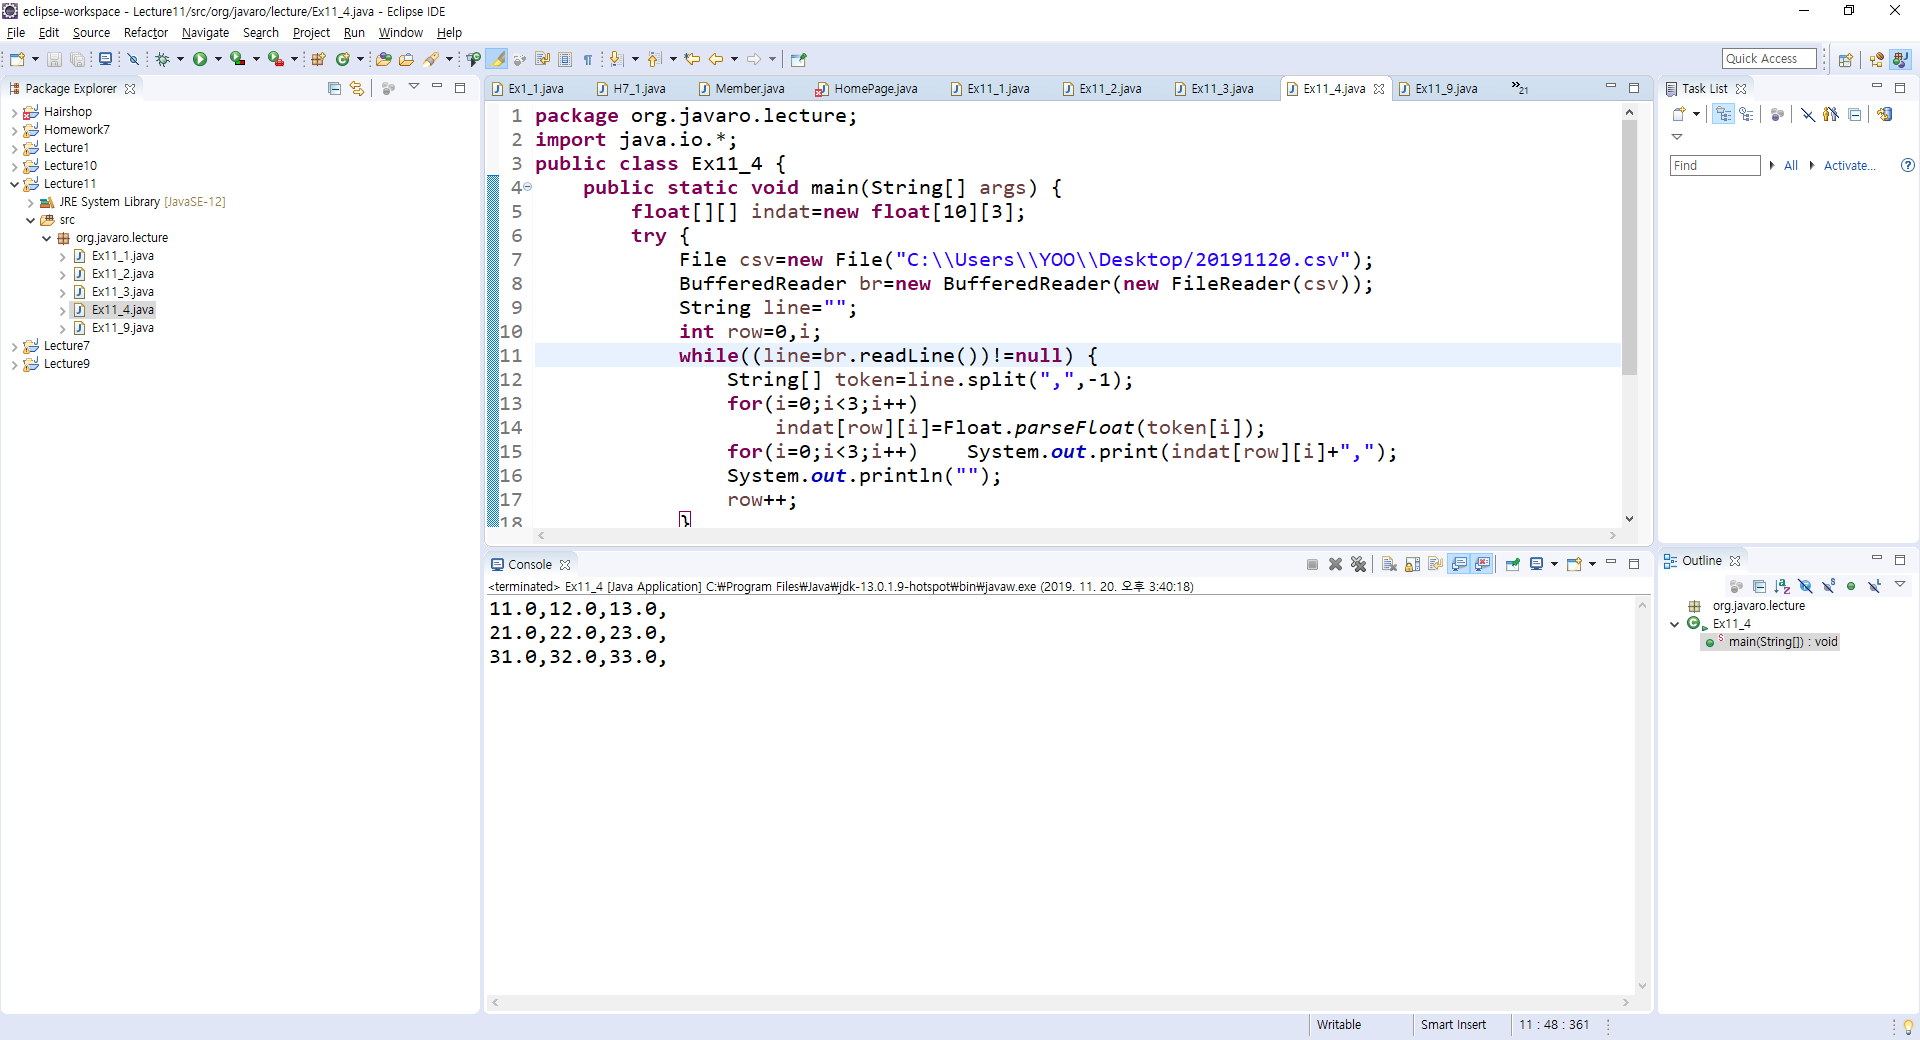 eclipse-workspace - Lecture11/src/org/javaro/lecture/Ex11_4.java - Eclipse IDE
File Edit Source Refactor Navigate Search Project Run Window Help
Quick Access
Package Explorer
Hairshop
Homework7
Lecture1
Lecture10
Lecture11
JRE System Library [JavaSE-12]
src
org.javaro.lecture
Ex11_1.java
Ex11_2.java
Ex11_3.java
Ex11_4.java
Ex11_9.java
Lecture7
Lecture9
Ex1_1.java H7_1.java Member.java HomePage.java Ex11_1.java Ex11_2.java Ex11_3.java Ex11_4.java Ex11_9.java »21
1 package org.javaro.lecture;
2 import java.io.*;
3 public class Ex11_4 {
4 public static void main(String[] args) {
5 float[][] indat=new float[10][3];
6 try {
7 File csv=new File("C:\\Users\\YOO\\Desktop/20191120.csv");
8 BufferedReader br=new BufferedReader(new FileReader(csv));
9 String line="";
10 int row=0,i;
11 while((line=br.readLine())!=null) {
12 String[] token=line.split(",",-1);
13 for(i=0;i<3;i++)
14 indat[row][i]=Float.parseFloat(token[i]);
15 for(i=0;i<3;i++) System.out.print(indat[row][i]+",");
16 System.out.println("");
17 row++;
18 }
Console
<terminated> Ex11_4 [Java Application] C:₩Program Files₩Java₩jdk-13.0.1.9-hotspot₩bin₩javaw.exe (2019. 11. 20. 오후 3:40:18)
11.0,12.0,13.0,
21.0,22.0,23.0,
31.0,32.0,33.0,
Task List
Find All Activate...
Outline
org.javaro.lecture
Ex11_4
main(String[]) : void
Writable Smart Insert 11 : 48 : 361